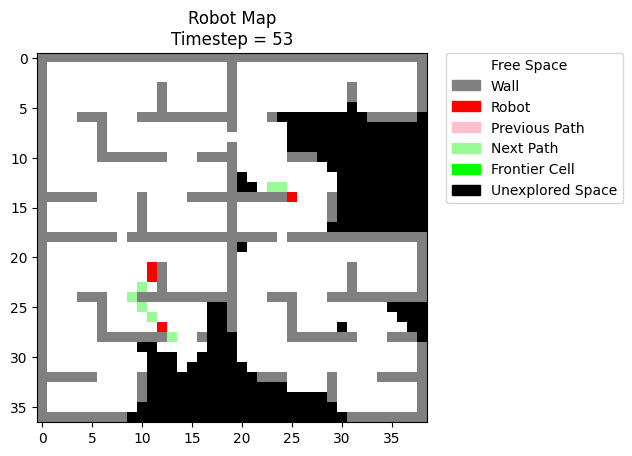 Robot Map
Timestep = 53
0
5
10
15
20
25
30
35
0
5
10
15
20
25
30
35
Free Space
Wall
Robot
Previous Path
Next Path
Frontier Cell
Unexplored Space